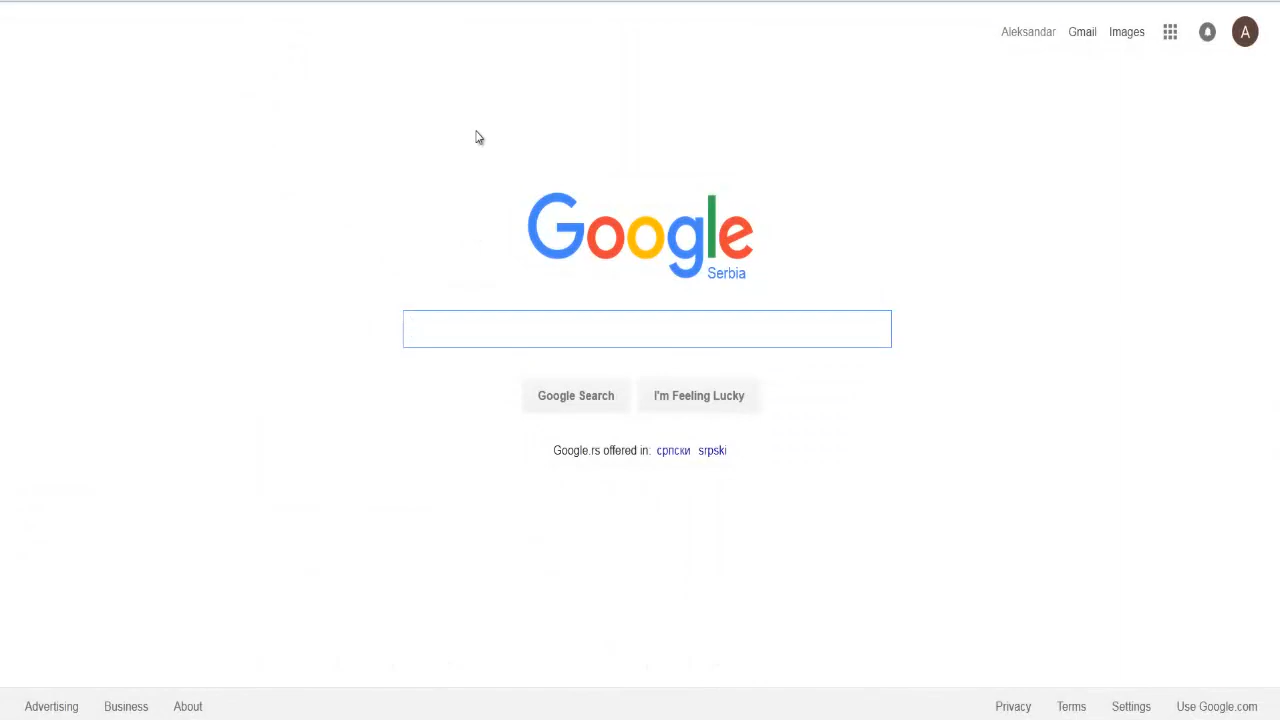 Aleksandar Gmail Images A
Google
Serbia
Google Search I'm Feeling Lucky
Google.rs offered in: српски srpski
Advertising Business About Privacy Terms Settings Use Google.com